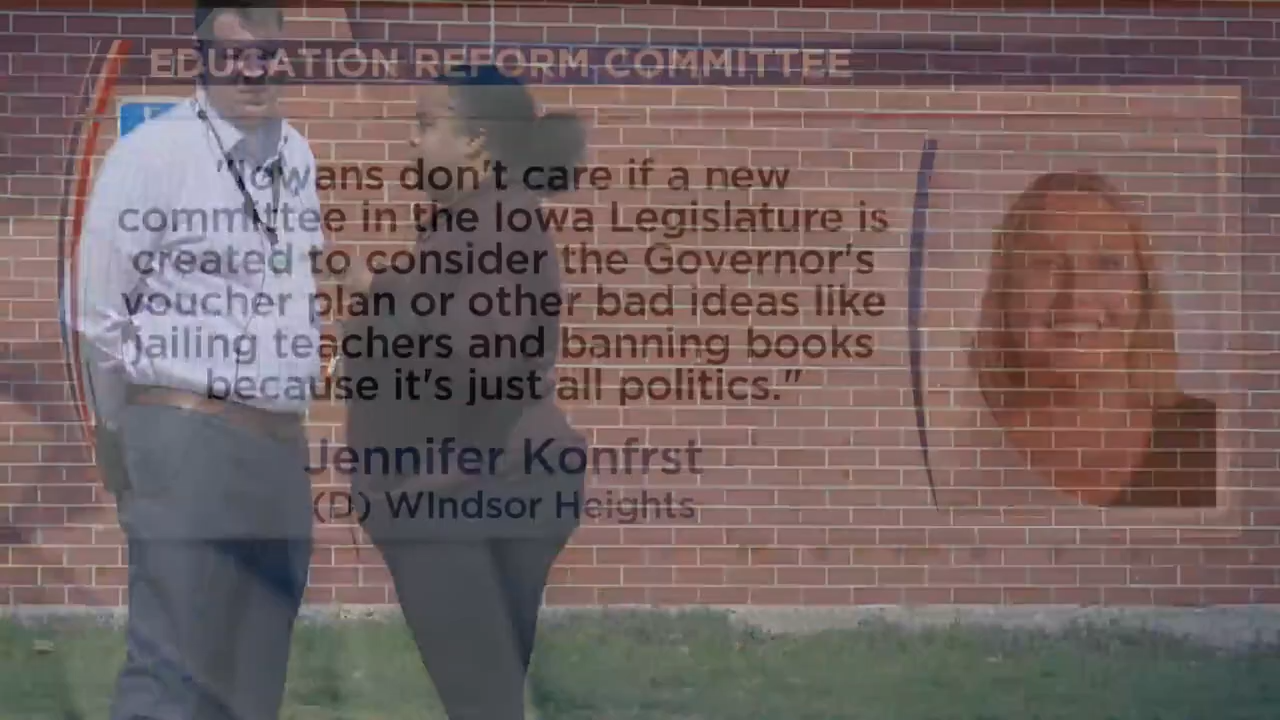 EDUCATION REFORM COMMITTEE
"Iowans don't care if a new
committee in the Iowa Legislature is
created to consider the Governor's
voucher plan or other bad ideas like
jailing teachers and banning books
because it's just all politics."
Jennifer Konfrst
(D) WIndsor Heights